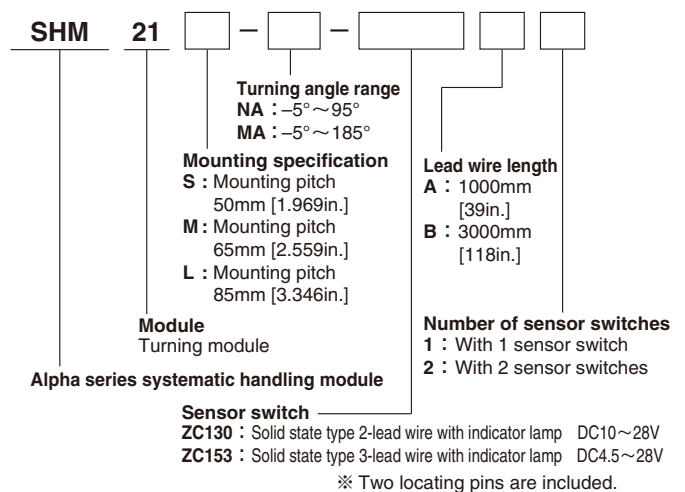 SHM 21 – –
Turning angle range
NA：–5°～95°
MA：–5°～185°
Mounting specification
S：Mounting pitch
50mm [1.969in.]
M：Mounting pitch
65mm [2.559in.]
L：Mounting pitch
85mm [3.346in.]
Lead wire length
A：1000mm
[39in.]
B：3000mm
[118in.]
Module
Turning module
Number of sensor switches
1：With 1 sensor switch
2：With 2 sensor switches
Alpha series systematic handling module
Sensor switch
ZC130：Solid state type 2-lead wire with indicator lamp DC10～28V
ZC153：Solid state type 3-lead wire with indicator lamp DC4.5～28V
※ Two locating pins are included.